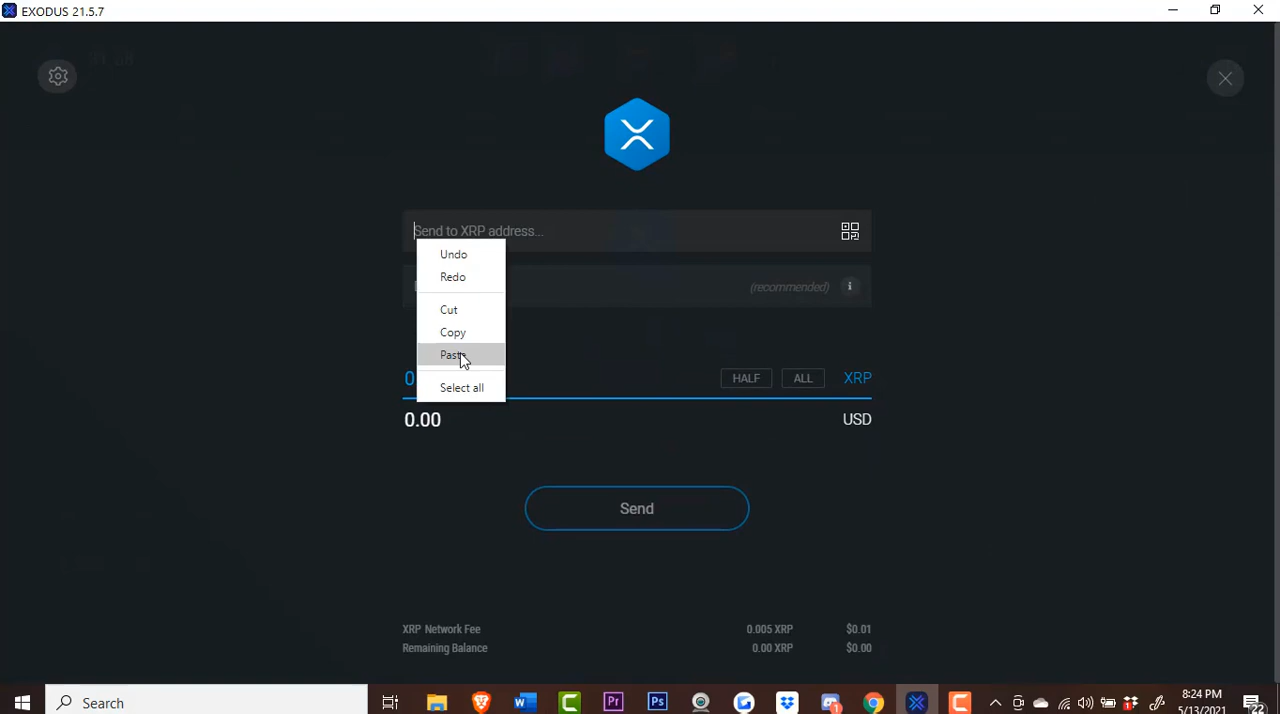 EXODUS 21.5.7
Send to XRP address...
Undo
Redo
Cut
Copy
Paste
Select all
(recommended)
0
HALF
ALL
XRP
0.00
USD
Send
XRP Network Fee
0.005 XRP
$0.01
Remaining Balance
0.00 XRP
$0.00
Search
8:24 PM
5/13/2021
22